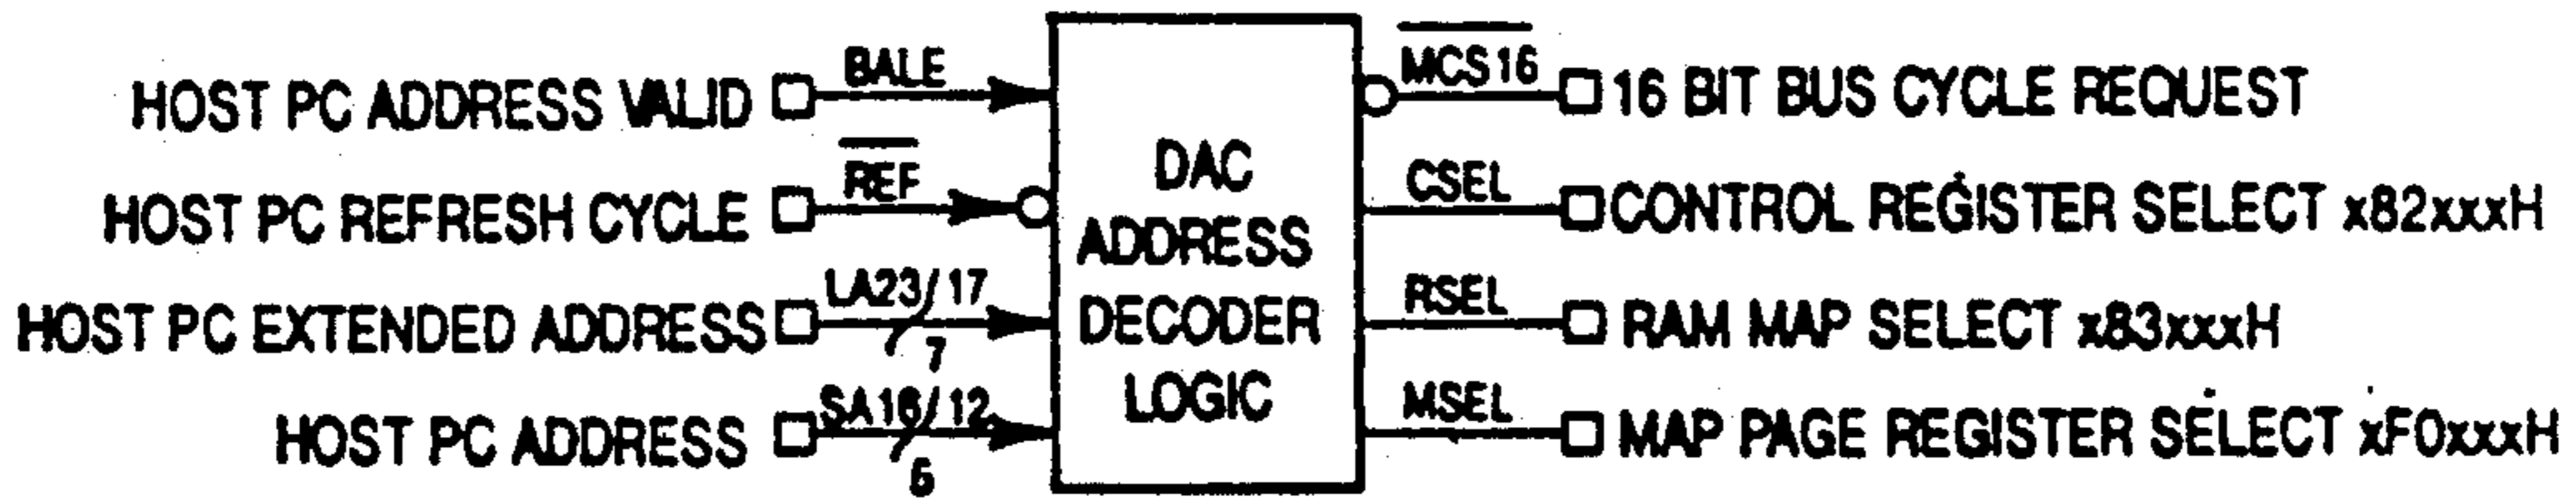 HOST PC ADDRESS VALID
BALE
HOST PC REFRESH CYCLE
REF
HOST PC EXTENDED ADDRESS
LA23/17
7
HOST PC ADDRESS
SA16/12
5
DAC
ADDRESS
DECODER
LOGIC
MCS16
16 BIT BUS CYCLE REQUEST
CSEL
CONTROL REGISTER SELECT x82xxxH
RSEL
RAM MAP SELECT x83xxxH
MSEL
MAP PAGE REGISTER SELECT xF0xxxH